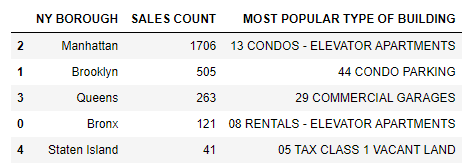 NY BOROUGH SALES COUNT MOST POPULAR TYPE OF BUILDING
2 Manhattan 1706 13 CONDOS - ELEVATOR APARTMENTS
1 Brooklyn 505 44 CONDO PARKING
3 Queens 263 29 COMMERCIAL GARAGES
0 Bronx 121 08 RENTALS - ELEVATOR APARTMENTS
4 Staten Island 41 05 TAX CLASS 1 VACANT LAND